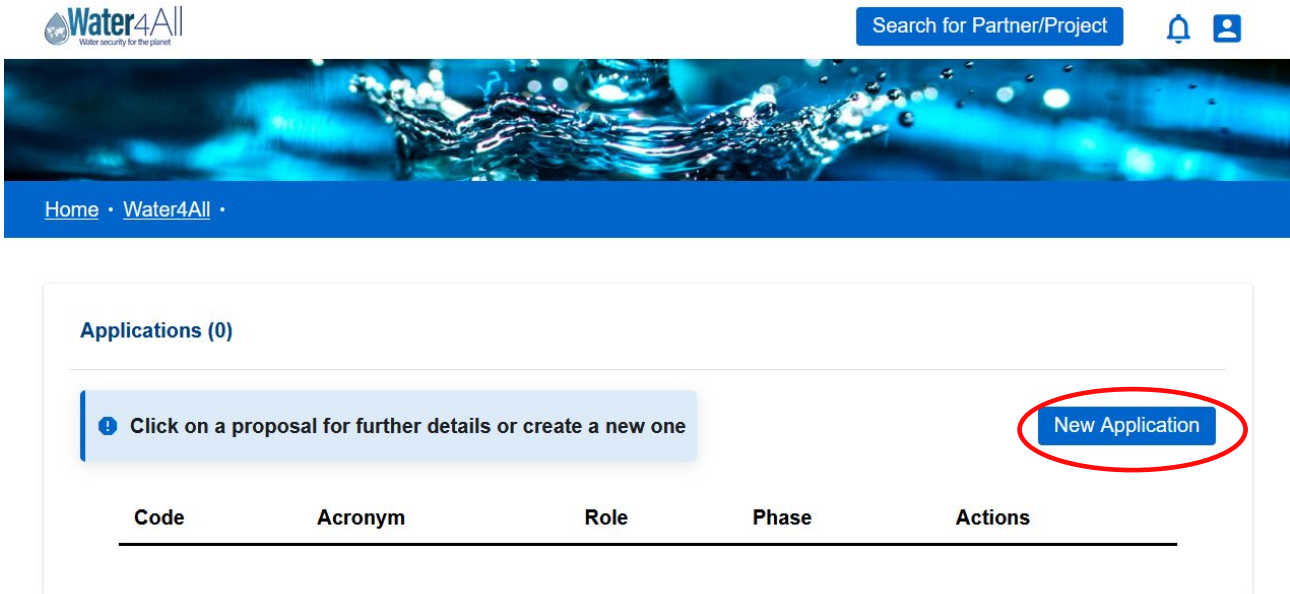 Water4All
Water security for the planet
Search for Partner/Project
Home • Water4All •
Applications (0)
Click on a proposal for further details or create a new one
New Application
Code Acronym Role Phase Actions